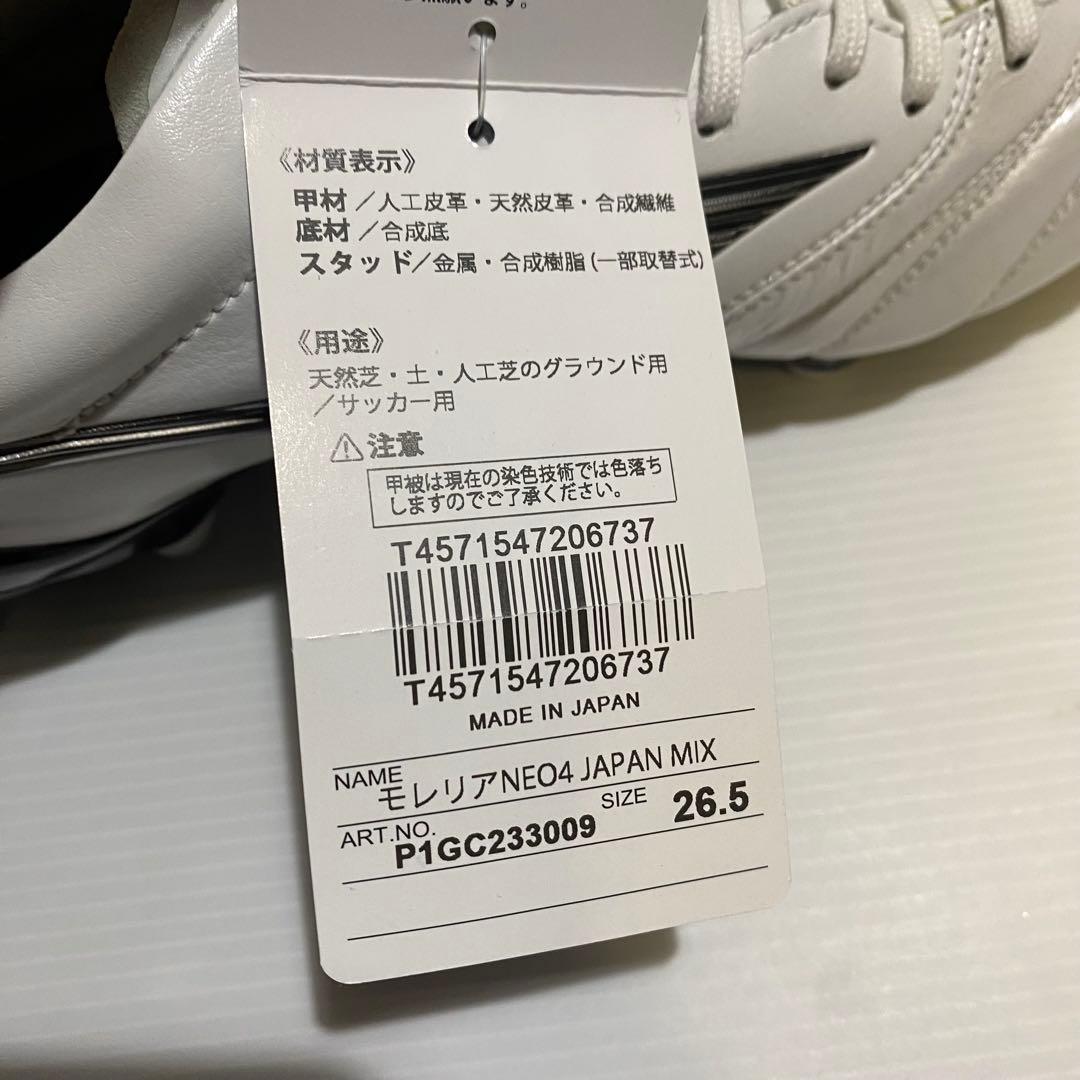 ます。
《材質表示》
甲材／人工皮革・天然皮革・合成繊維
底材／合成底
スタッド／金属・合成樹脂(一部取替式)
《用途》
天然芝・土・人工芝のグラウンド用
／サッカー用
⚠注意
甲被は現在の染色技術では色落ち
しますのでご了承ください。
T4571547206737
T4571547206737
MADE IN JAPAN
NAME モレリアNEO4 JAPAN MIX
ART.NO. P1GC233009 SIZE 26.5